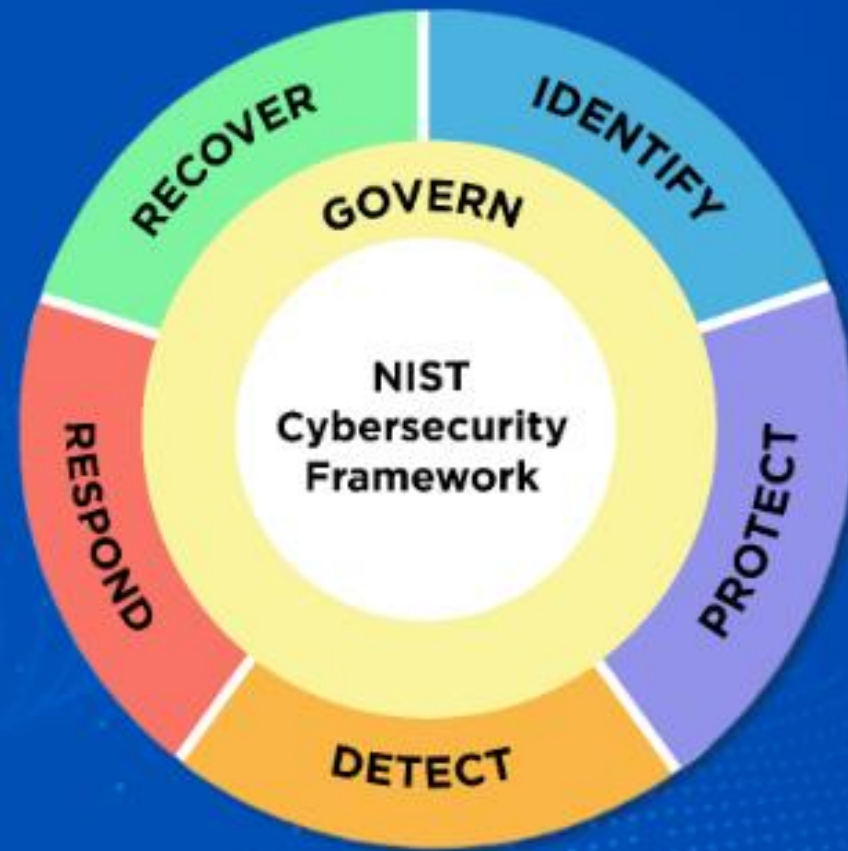 RECOVER
IDENTIFY
GOVERN
NIST
Cybersecurity
Framework
RESPOND
PROTECT
DETECT